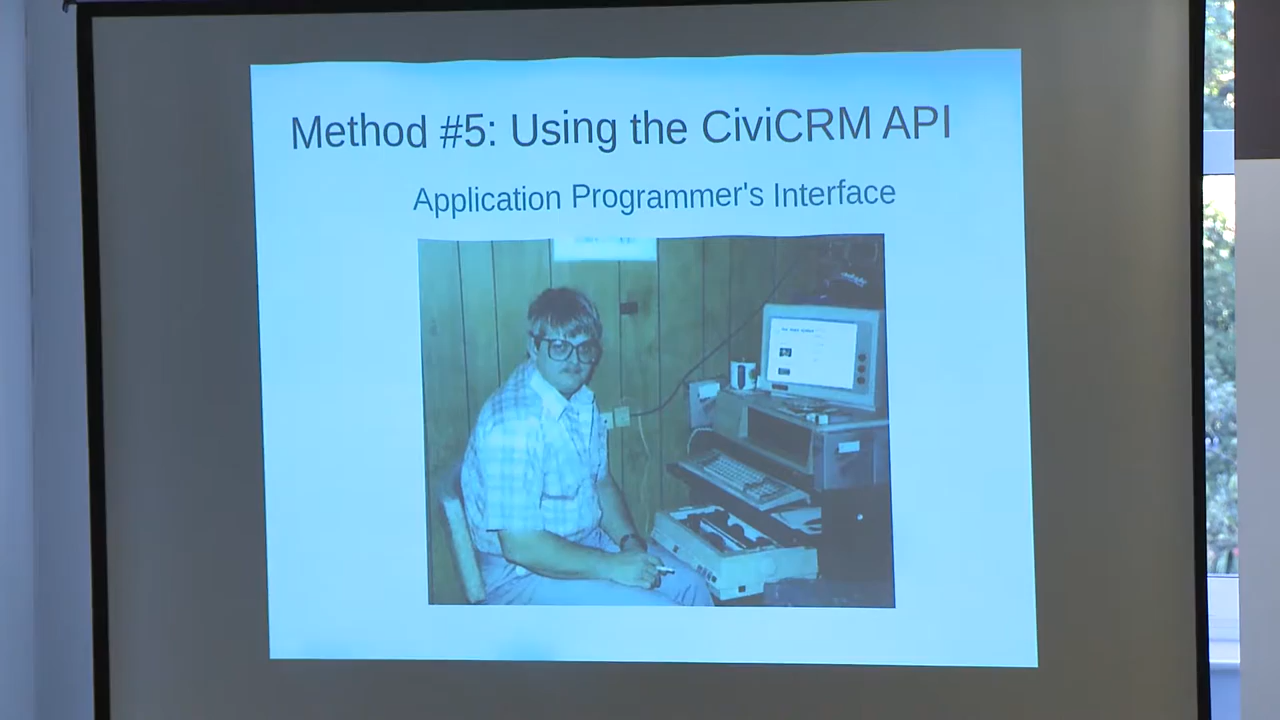 Method #5: Using the CiviCRM API
Application Programmer's Interface